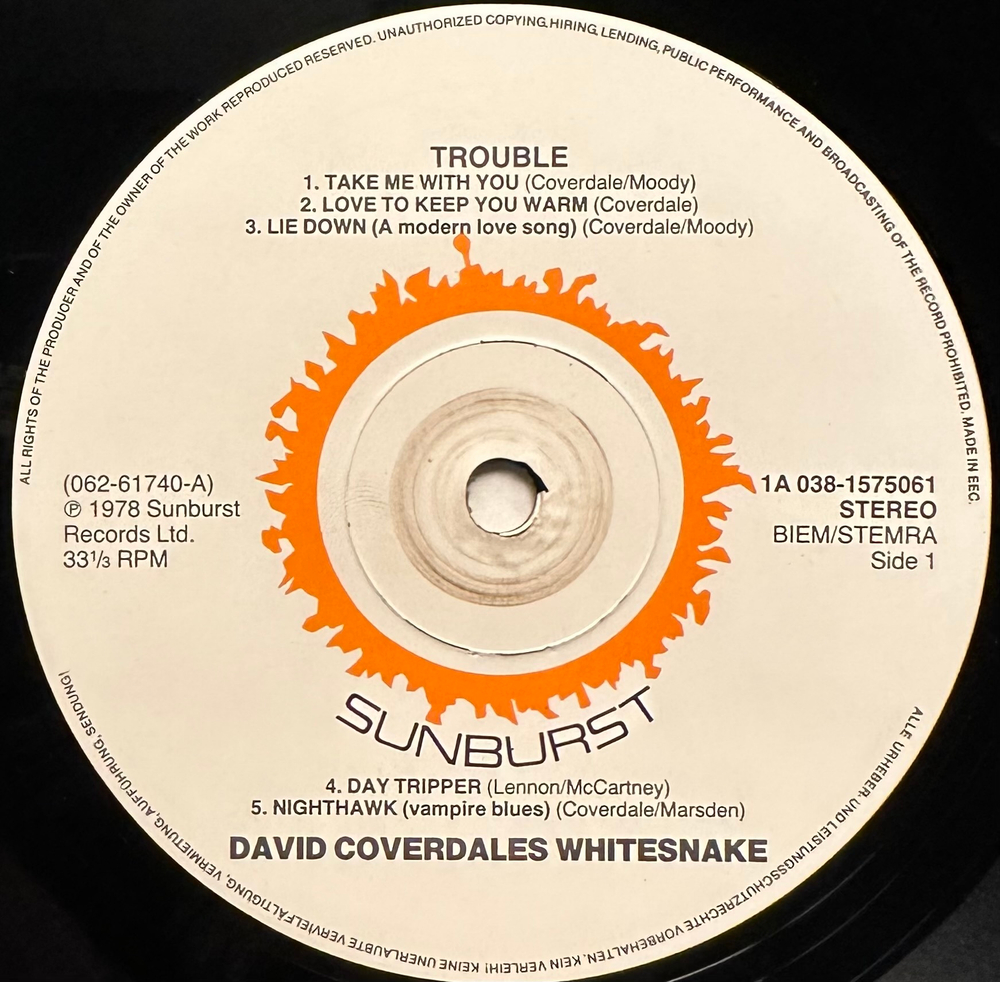 ALL RIGHTS OF THE PRODUCER AND OF THE OWNER OF THE WORK REPRODUCED RESERVED. UNAUTHORIZED COPYING, HIRING, LENDING, PUBLIC PERFORMANCE AND BROADCASTING OF THE RECORD PROHIBITED. MADE IN EEC.
TROUBLE
1. TAKE ME WITH YOU (Coverdale/Moody)
2. LOVE TO KEEP YOU WARM (Coverdale)
3. LIE DOWN (A modern love song) (Coverdale/Moody)
(062-61740-A)
℗ 1978 Sunburst
Records Ltd.
33⅓ RPM
1A 038-1575061
STEREO
BIEM/STEMRA
Side 1
SUNBURST
4. DAY TRIPPER (Lennon/McCartney)
5. NIGHTHAWK (vampire blues) (Coverdale/Marsden)
DAVID COVERDALES WHITESNAKE
ALLE URHEBER- UND LEISTUNGSSCHUTZRECHTE VORBEHALTEN. KEIN VERLEIH! KEINE UNERLAUBTE VERVIELFÄLTIGUNG, VERMIETUNG, AUFFÜHRUNG, SENDUNG!